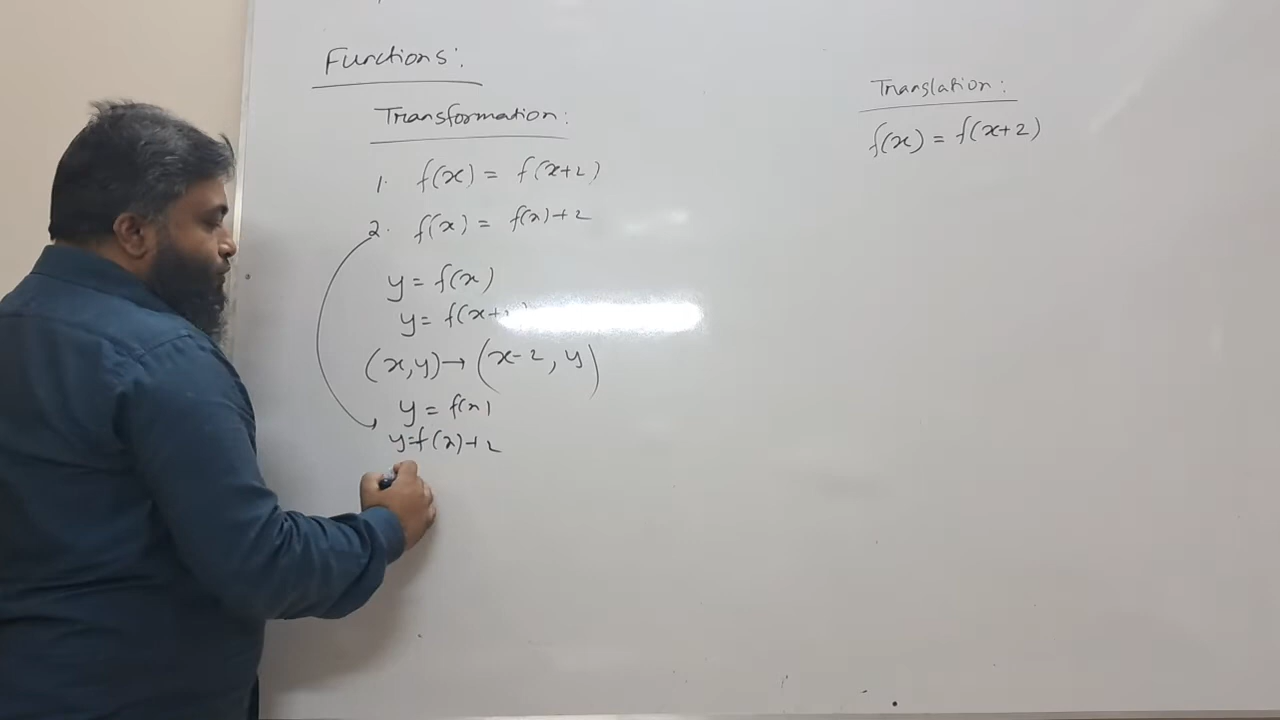 Functions:
Transformation:
1. f(x) = f(x+2)
2. f(x) = f(x)+2
y = f(x)
y = f(x+
(x,y) → (x-2, y)
y = f(x)
y=f(x)+2
Translation:
f(x) = f(x+2)